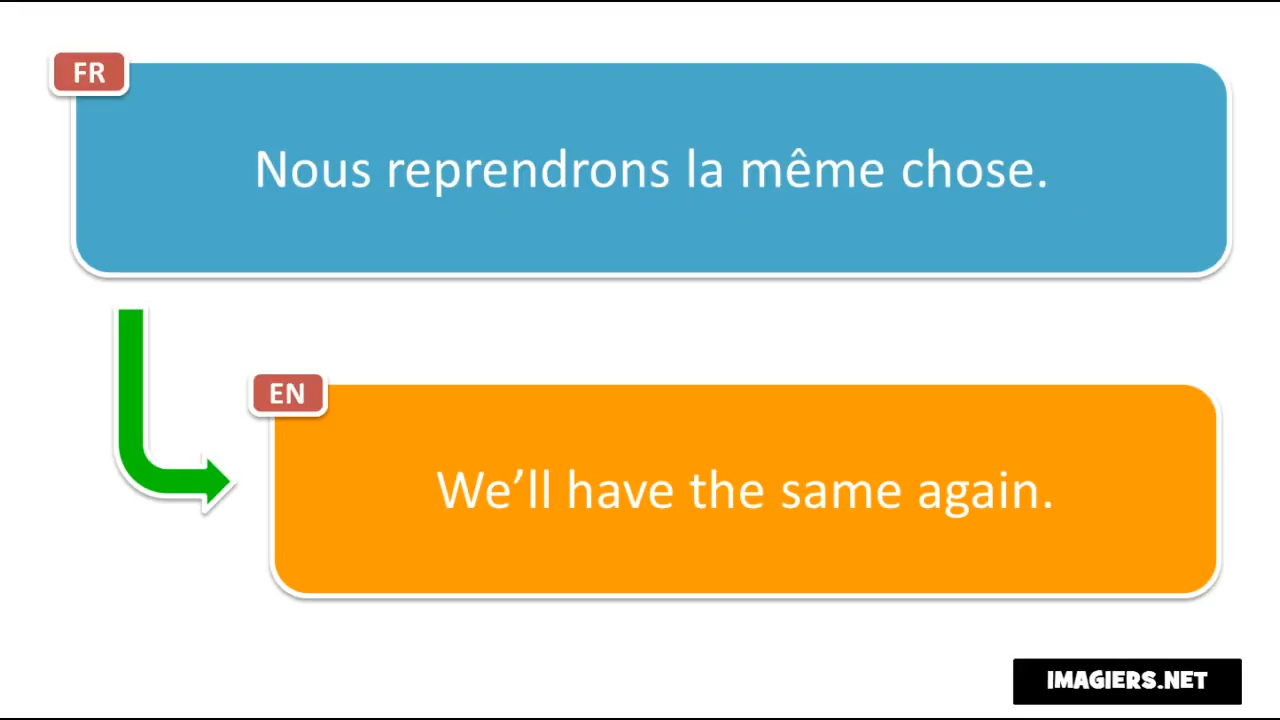 FR
Nous reprendrons la même chose.
EN
We’ll have the same again.
IMAGIERS.NET